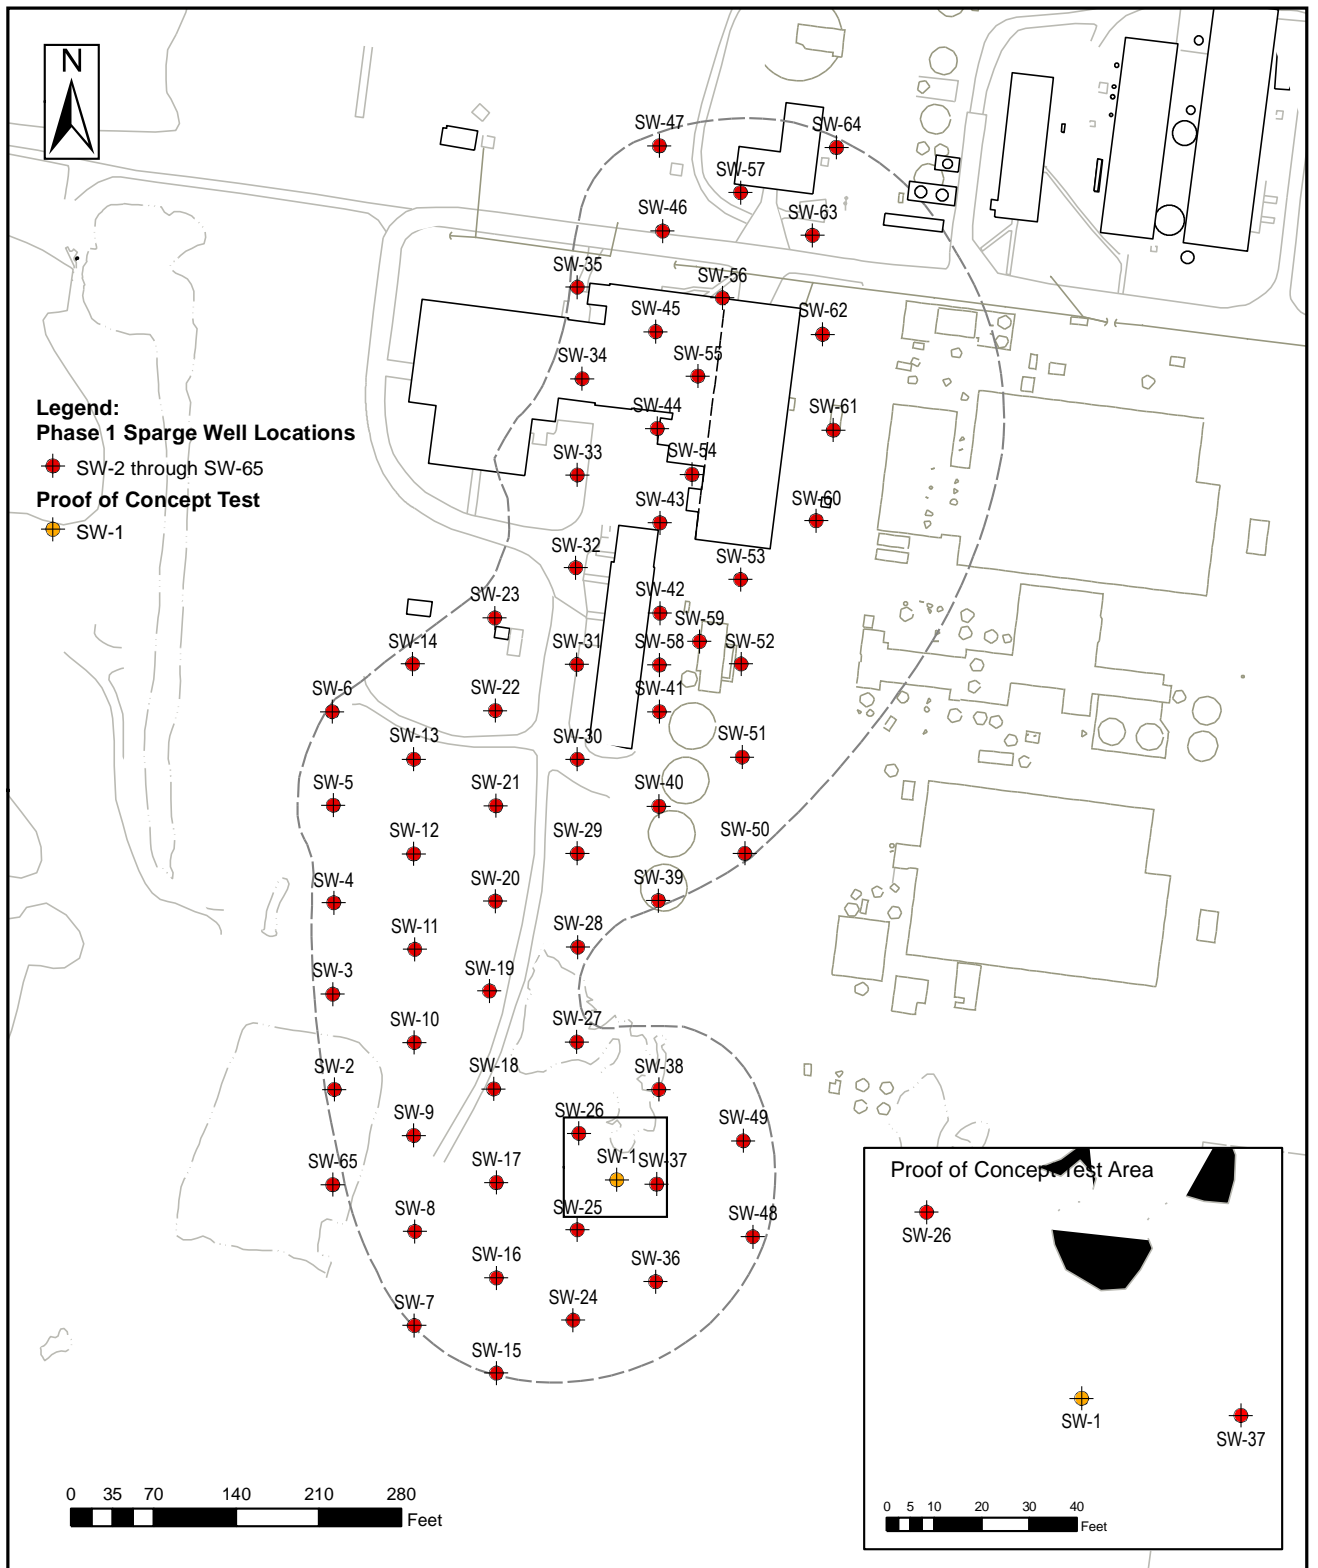 N
SW-47
SW-64
SW-57
SW-46
SW-63
SW-35
SW-56
SW-45
SW-62
SW-34
SW-55
Legend:
Phase 1 Sparge Well Locations
SW-2 through SW-65
Proof of Concept Test
SW-1
SW-44
SW-61
SW-33
SW-54
SW-43
SW-60
SW-32
SW-53
SW-23
SW-42
SW-59
SW-14
SW-31
SW-58
SW-52
SW-6
SW-22
SW-41
SW-13
SW-30
SW-51
SW-5
SW-21
SW-40
SW-12
SW-29
SW-50
SW-4
SW-20
SW-39
SW-11
SW-28
SW-3
SW-19
SW-10
SW-27
SW-2
SW-18
SW-38
SW-9
SW-26
SW-49
SW-65
SW-17
SW-1
SW-37
SW-8
SW-25
SW-48
SW-16
SW-36
SW-7
SW-24
SW-15
Proof of Concept Test Area
SW-26
SW-1
SW-37
0 5 10 20 30 40
Feet
0 35 70 140 210 280
Feet